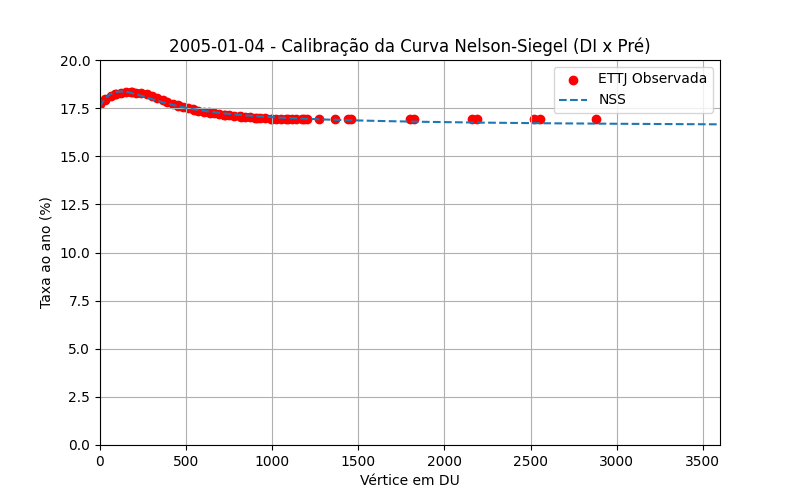 2005-01-04 - Calibração da Curva Nelson-Siegel (DI x Pré)
ETTJ Observada
NSS
Taxa ao ano (%)
20.0
17.5
15.0
12.5
10.0
7.5
5.0
2.5
0.0
0 500 1000 1500 2000 2500 3000 3500
Vértice em DU